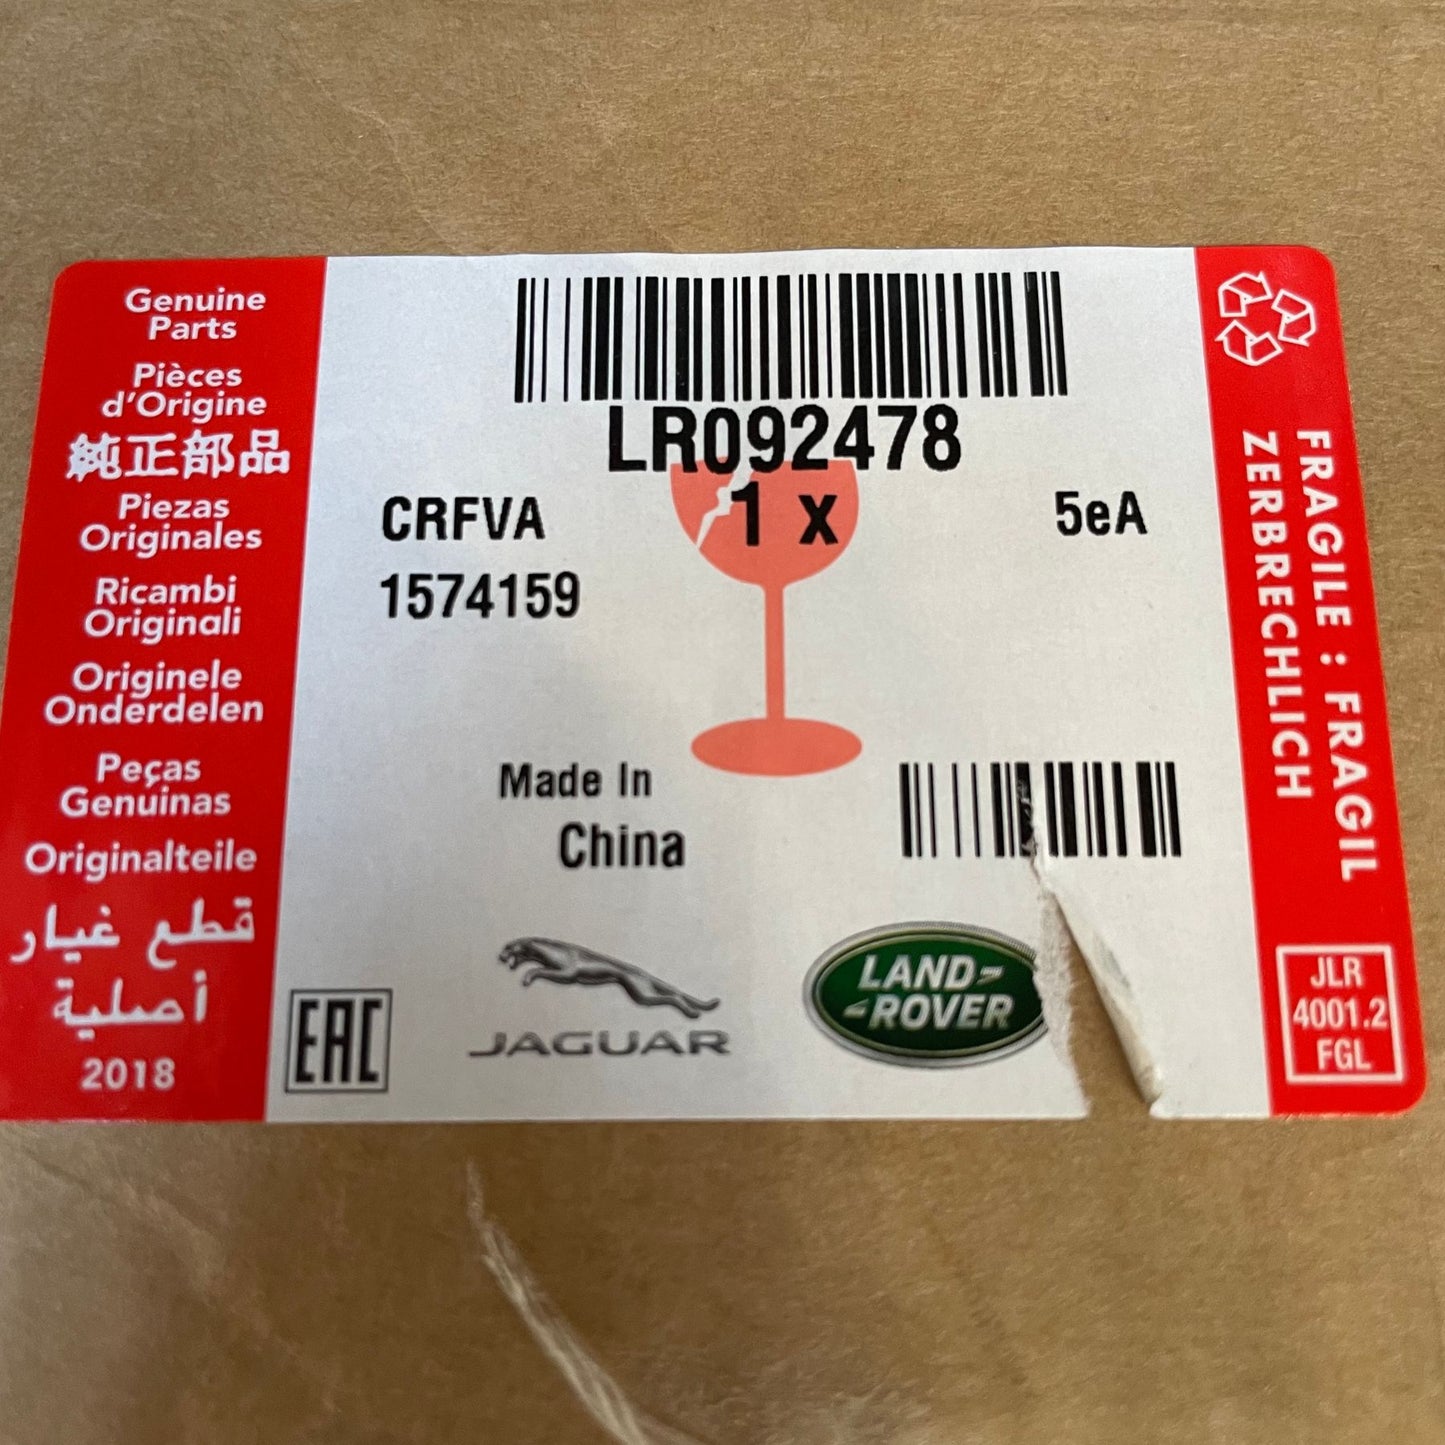 Genuine
Parts
Pièces
d'Origine
純正部品
Piezas
Originales
Ricambi
Originali
Originele
Onderdelen
Peças
Genuinas
Originalteile
قطع غيار
أصلية
2018
LR092478
CRFVA
1 x
5eA
1574159
Made In
China
EAC
JAGUAR
LAND-
-ROVER
FRAGILE : FRAGIL
ZERBRECHLICH
JLR
4001.2
FGL